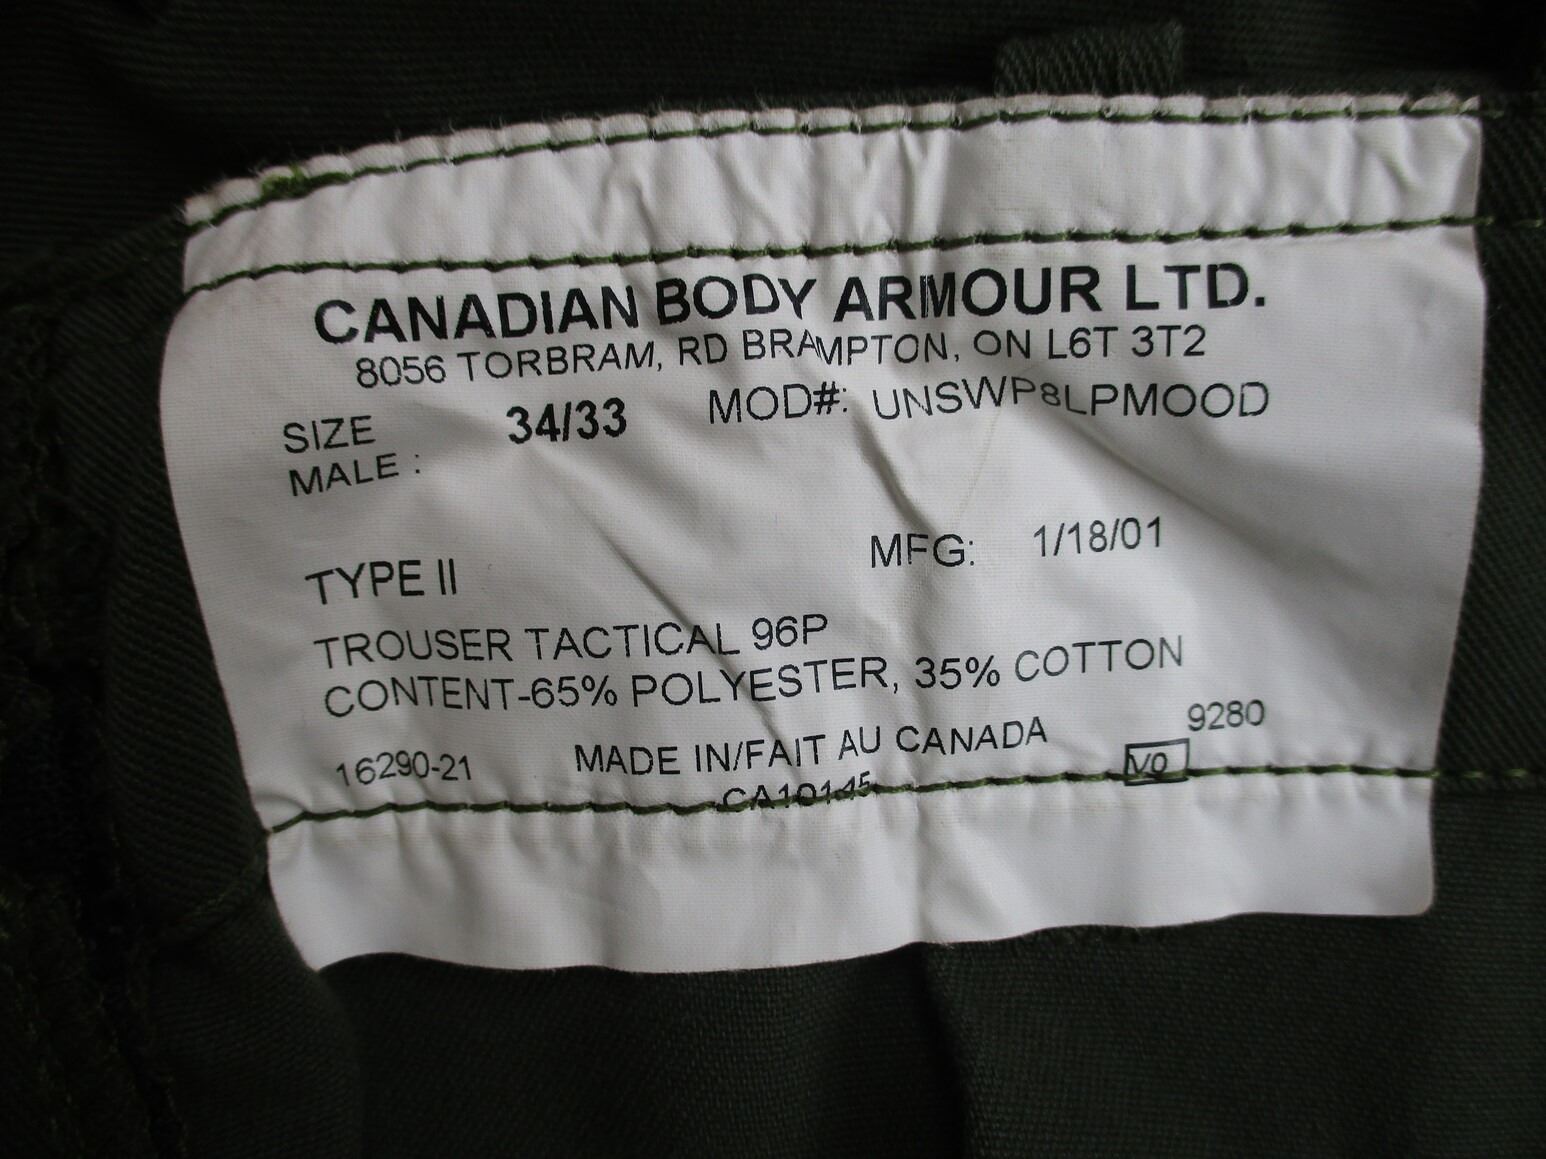 CANADIAN BODY ARMOUR LTD.
8056 TORBRAM, RD BRAMPTON, ON L6T 3T2
SIZE 34/33 MOD#: UNSWP8LPMOOD
MALE :
MFG: 1/18/01
TYPE II
TROUSER TACTICAL 96P
CONTENT-65% POLYESTER, 35% COTTON
16290-21 MADE IN/FAIT AU CANADA 9280
CA10145 VO